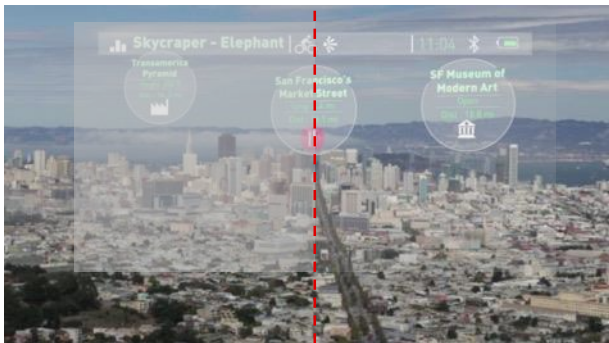 Skycraper - Elephant
11:04
Transamerica
Pyramid
San Francisco's
Market Street
SF Museum of
Modern Art
Open